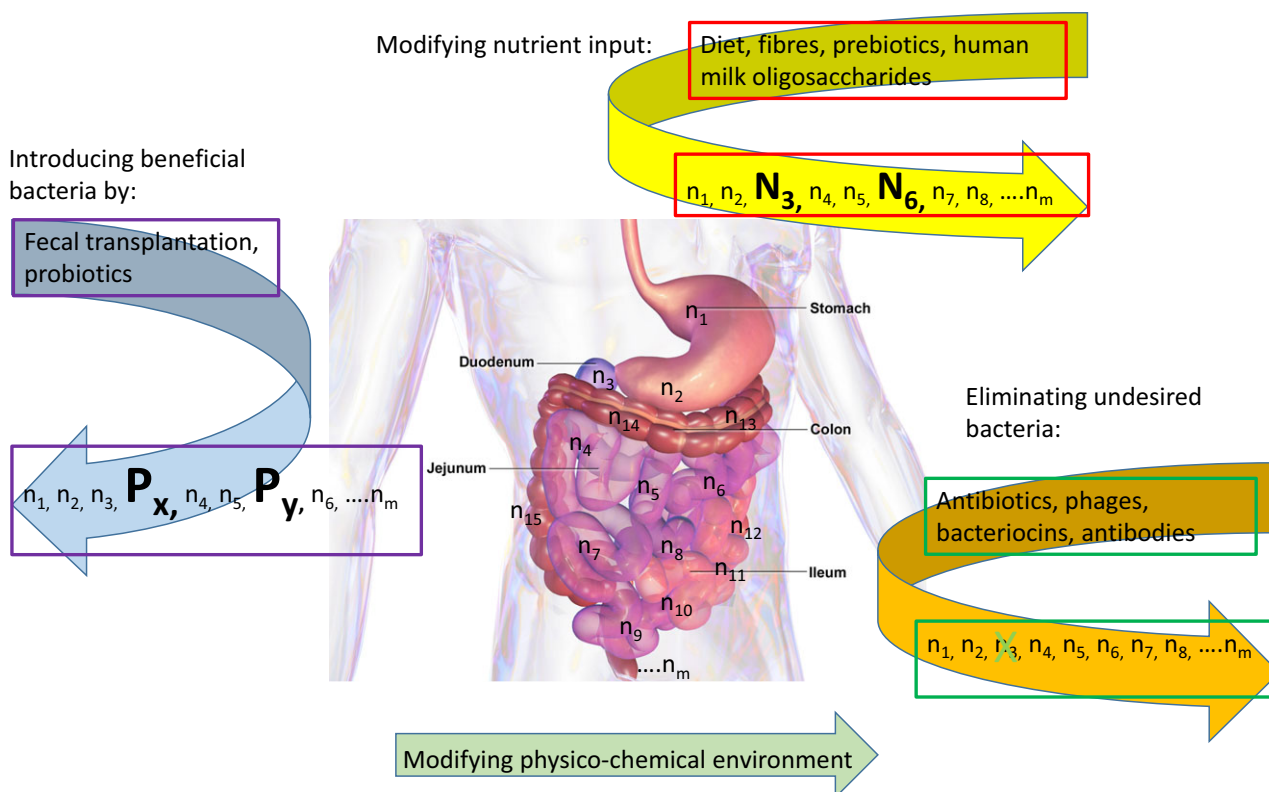 Modifying nutrient input:
Diet, fibres, prebiotics, human
milk oligosaccharides
n₁, n₂, N₃, n₄, n₅, N₆, n₇, n₈, ....nₘ
Introducing beneficial
bacteria by:
Fecal transplantation,
probiotics
n₁, n₂, n₃, Pₓ, n₄, n₅, Pᵧ, n₆, ....nₘ
n₁
Stomach
Duodenum
n₃
n₂
n₁₄
n₁₃
Colon
n₄
Jejunum
n₅
n₆
n₁₅
n₁₂
n₇
n₈
n₁₁
Ileum
n₁₀
n₉
....nₘ
Eliminating undesired
bacteria:
Antibiotics, phages,
bacteriocins, antibodies
n₁, n₂, n₃, n₄, n₅, n₆, n₇, n₈, ....nₘ
X
Modifying physico-chemical environment